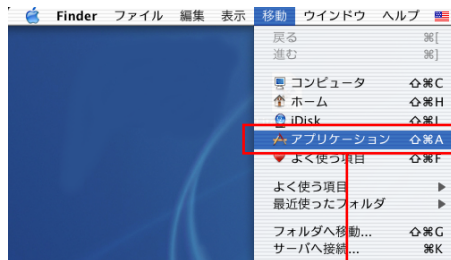 Finder ファイル 編集 表示 移動 ウインドウ ヘルプ
戻る ⌘[
進む ⌘]
コンピュータ ⇧⌘C
ホーム ⇧⌘H
iDisk ⇧⌘I
アプリケーション ⇧⌘A
よく使う項目 ⇧⌘F
よく使う項目 ▶
最近使ったフォルダ ▶
フォルダへ移動... ⇧⌘G
サーバへ接続... ⌘K